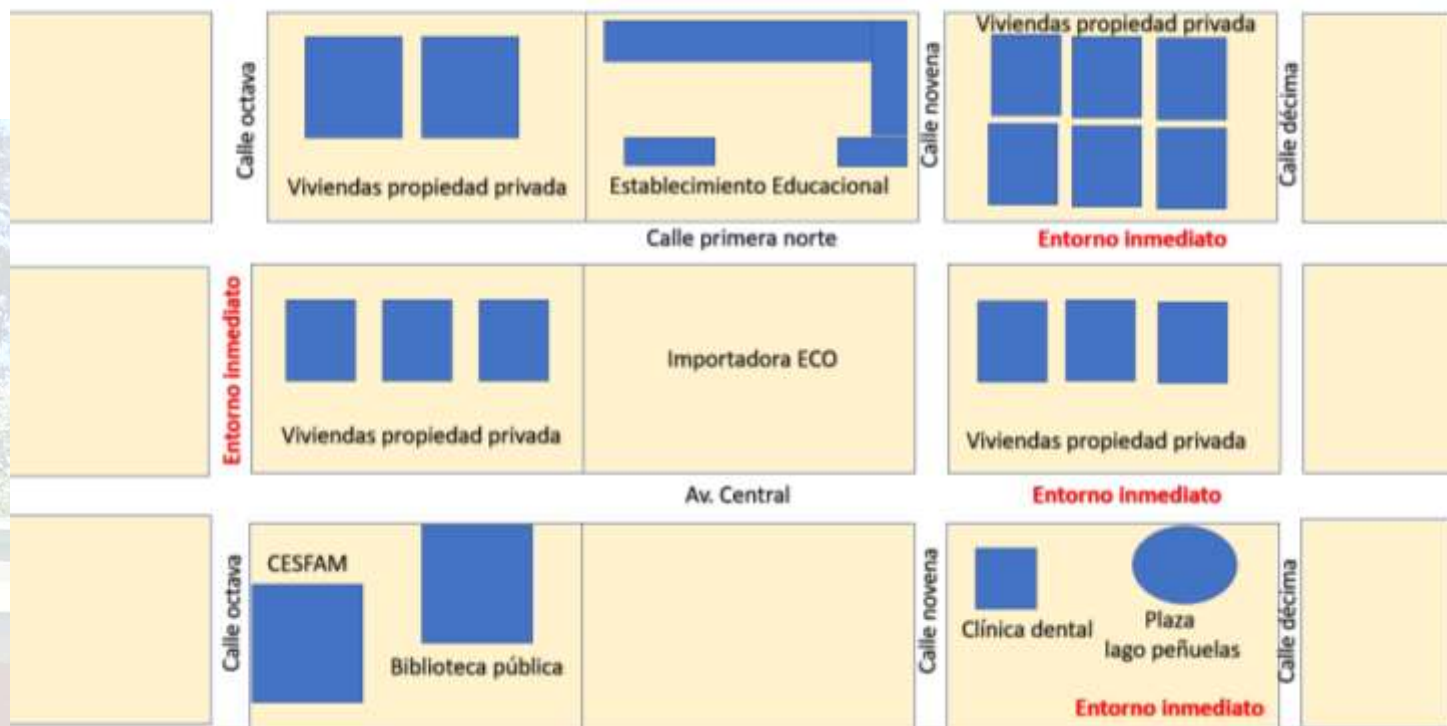 Viviendas propiedad privada
Calle octava
Calle novena
Calle décima
Viviendas propiedad privada
Establecimiento Educacional
Calle primera norte
Entorno inmediato
Entorno inmediato
Importadora ECO
Viviendas propiedad privada
Viviendas propiedad privada
Av. Central
Entorno inmediato
Calle octava
CESFAM
Biblioteca pública
Calle novena
Clínica dental
Plaza
lago peñuelas
Calle décima
Entorno inmediato